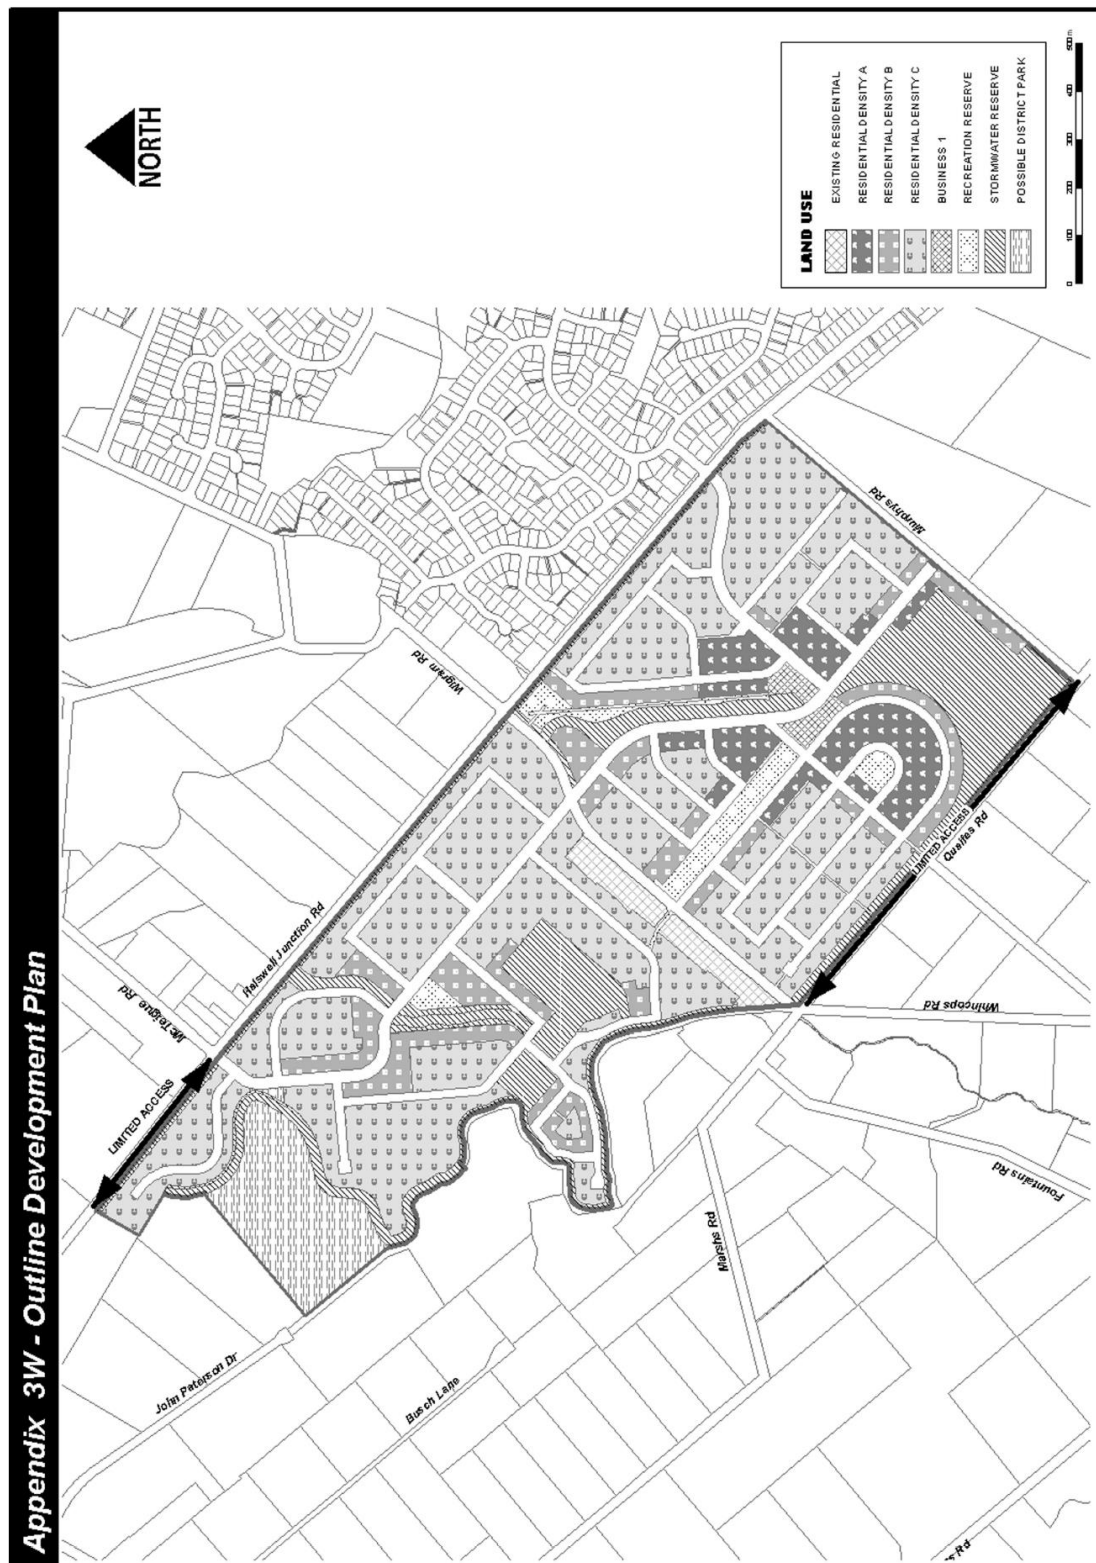 Appendix 3W - Outline Development Plan
NORTH
LAND USE
EXISTING RESIDENTIAL
RESIDENTIAL DENSITY A
RESIDENTIAL DENSITY B
RESIDENTIAL DENSITY C
BUSINESS 1
RECREATION RESERVE
STORMWATER RESERVE
POSSIBLE DISTRICT PARK
0 100 200 300 400 500 m
LIMITED ACCESS
McTeigue Rd
Halswell Junction Rd
Wigram Rd
Murphys Rd
John Paterson Dr
Busch Lane
Marshs Rd
Fountains Rd
Whincops Rd
LIMITED ACCESS
Quaifes Rd
Rd